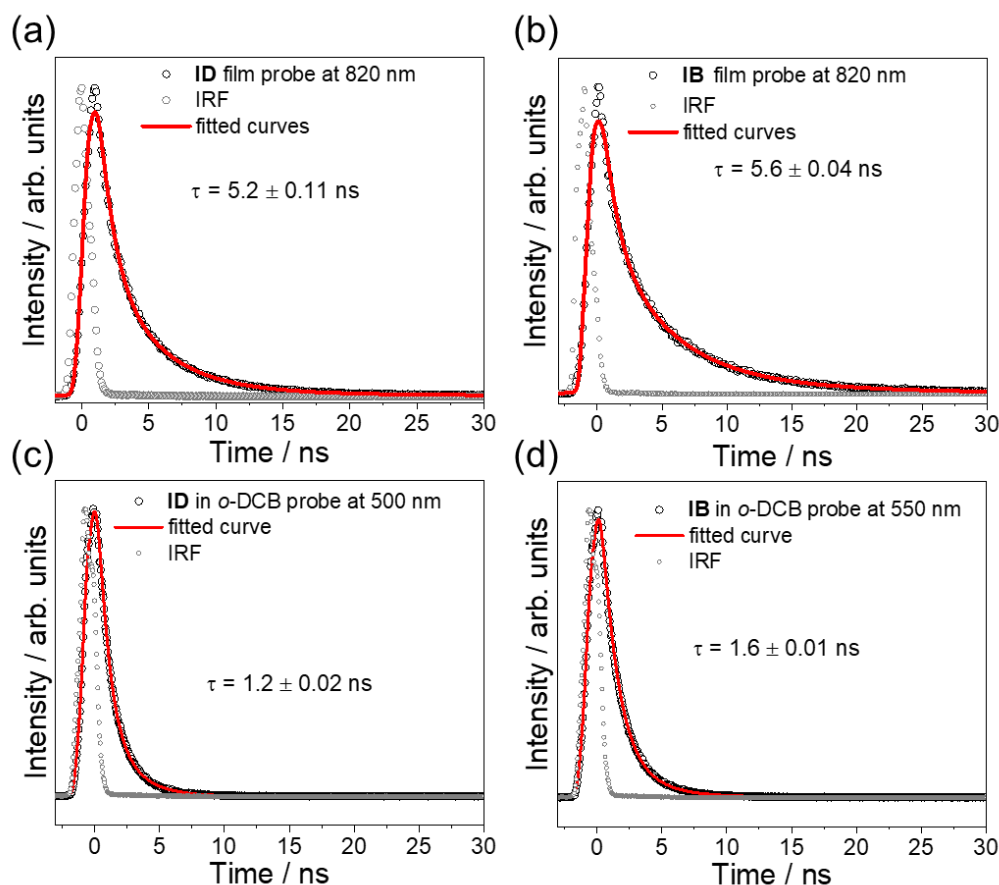 (a)
ID film probe at 820 nm
IRF
fitted curves
τ = 5.2 ± 0.11 ns
Intensity / arb. units
0 5 10 15 20 25 30
Time / ns
(b)
IB film probe at 820 nm
IRF
fitted curves
τ = 5.6 ± 0.04 ns
Intensity / arb. units
0 5 10 15 20 25 30
Time / ns
(c)
ID in o-DCB probe at 500 nm
fitted curve
IRF
τ = 1.2 ± 0.02 ns
Intensity / arb. units
0 5 10 15 20 25 30
Time / ns
(d)
IB in o-DCB probe at 550 nm
fitted curve
IRF
τ = 1.6 ± 0.01 ns
Intensity / arb. units
0 5 10 15 20 25 30
Time / ns